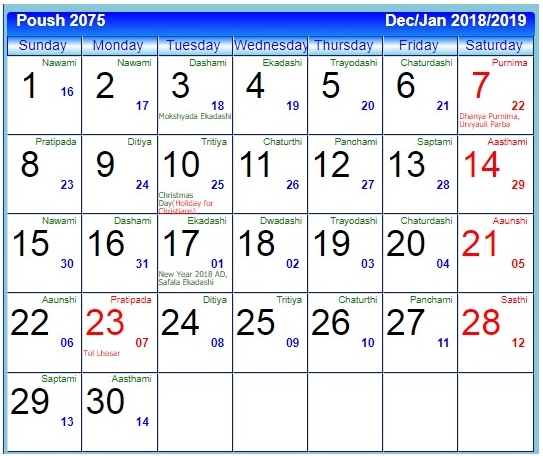 Poush 2075 Dec/Jan 2018/2019
Sunday Monday Tuesday Wednesday Thursday Friday Saturday
Nawami Nawami Dashami Ekadashi Trayodashi Chaturdashi Purnima
1 16 2 17 3 18 4 19 5 20 6 21 7 22
Mokshyada Ekadashi Dhanya Purnima,
Urvyauli Parba
Pratipada Ditiya Tritiya Chaturthi Panchami Saptami Aasthami
8 23 9 24 10 25 11 26 12 27 13 28 14 29
Christmas
Day(Holiday for
Christians)
Nawami Dashami Ekadashi Dwadashi Trayodashi Chaturdashi Aaunshi
15 30 16 31 17 01 18 02 19 03 20 04 21 05
New Year 2018 AD,
Safala Ekadashi
Aaunshi Pratipada Ditiya Tritiya Chaturthi Panchami Sasthi
22 06 23 07 24 08 25 09 26 10 27 11 28 12
Tol Lhosar
Saptami Aasthami
29 13 30 14